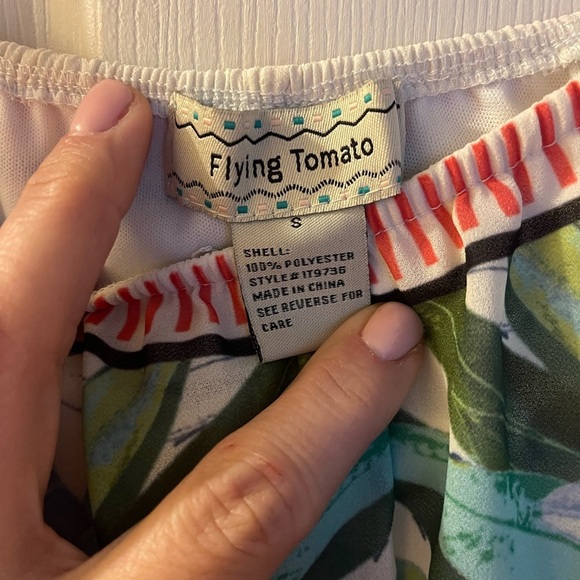 Flying Tomato
S
SHELL:
100% POLYESTER
STYLE# IT9736
MADE IN CHINA
SEE REVERSE FOR
CARE